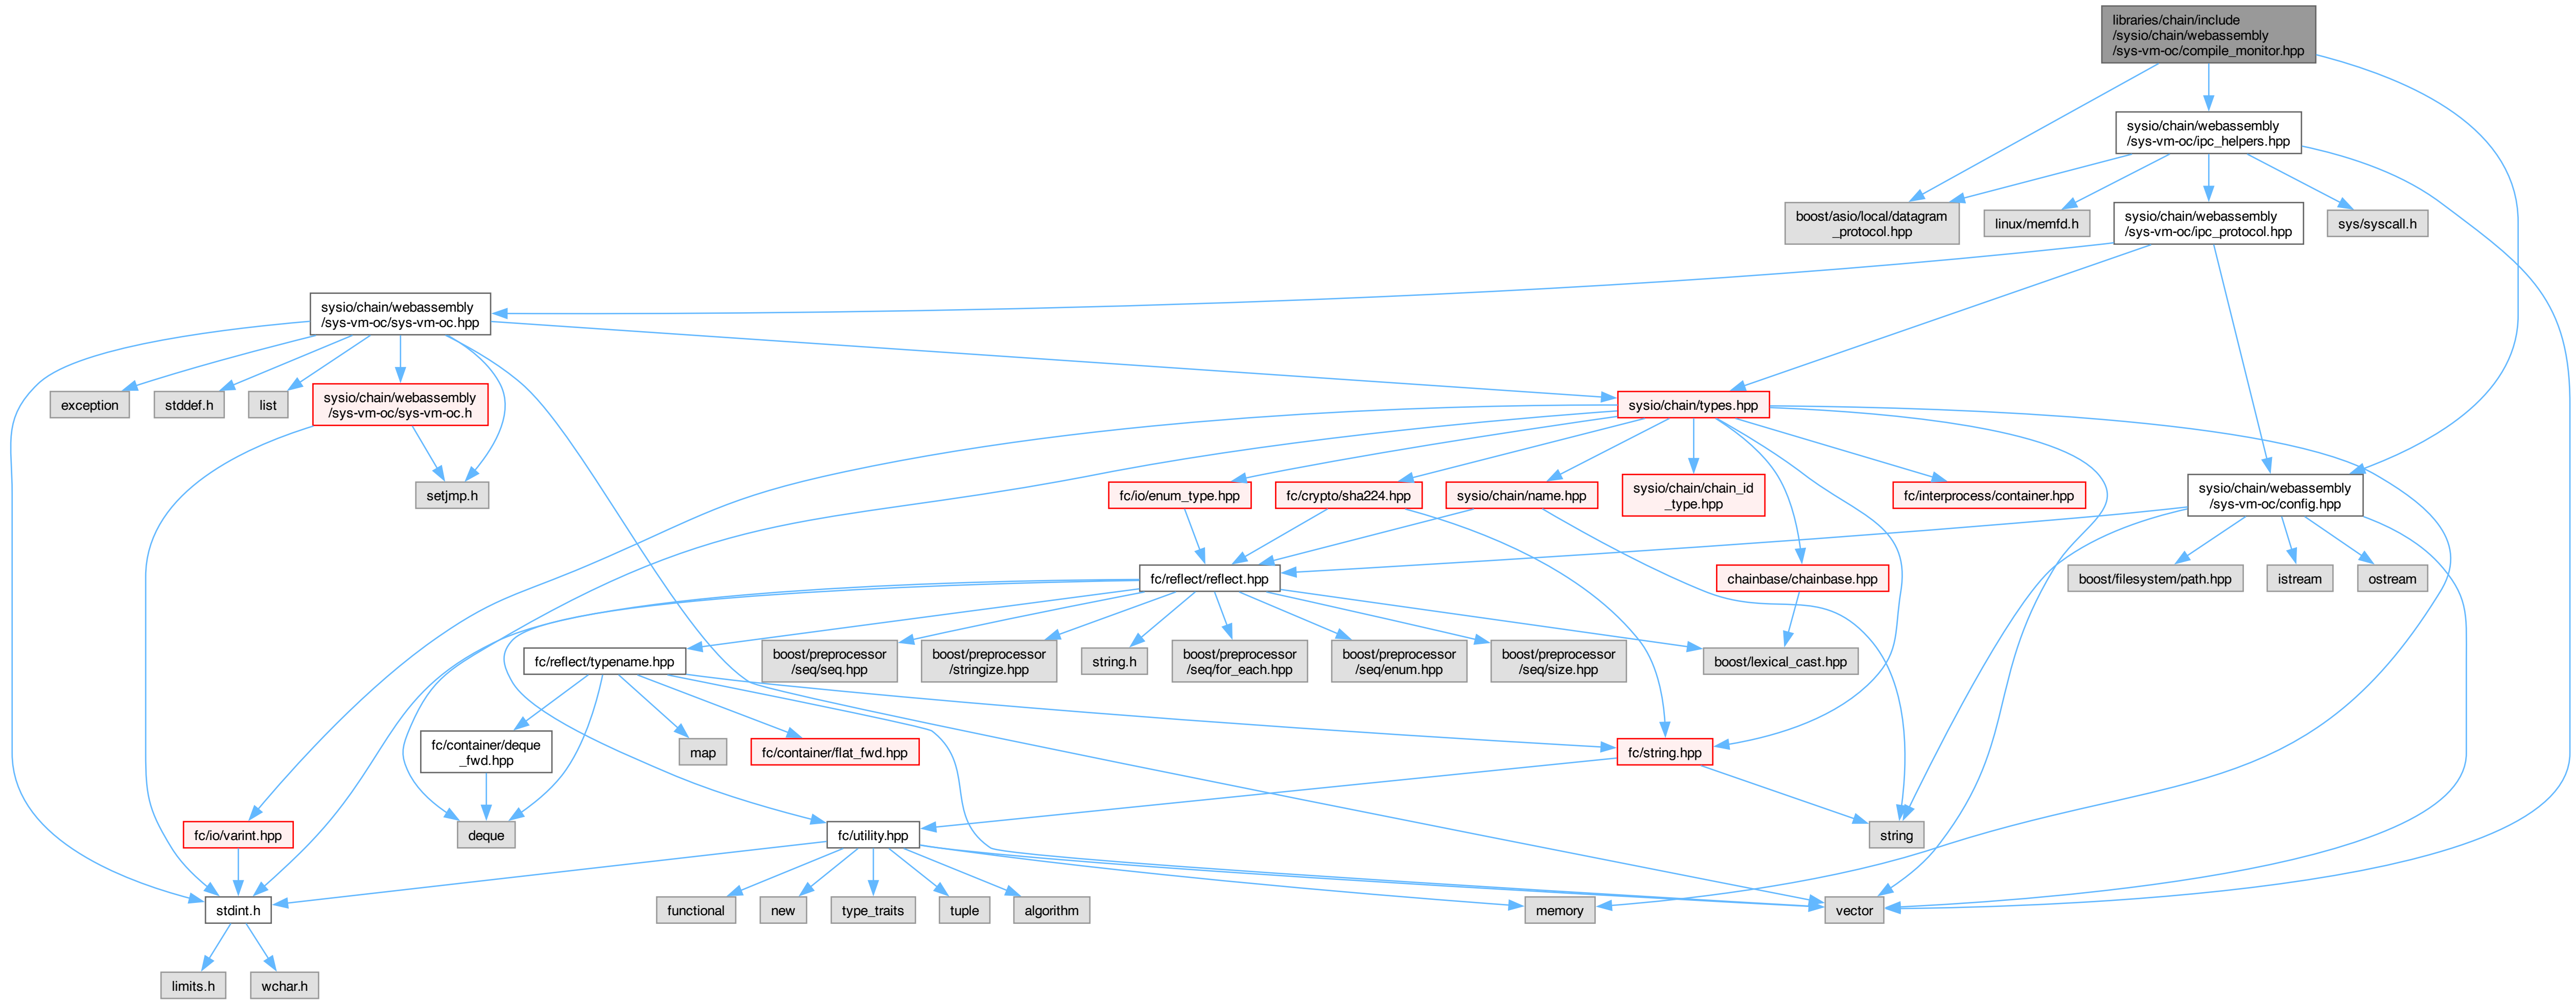 libraries/chain/include
/sysio/chain/webassembly
/sys-vm-oc/compile_monitor.hpp
sysio/chain/webassembly
/sys-vm-oc/ipc_helpers.hpp
boost/asio/local/datagram
_protocol.hpp
linux/memfd.h
sysio/chain/webassembly
/sys-vm-oc/ipc_protocol.hpp
sys/syscall.h
sysio/chain/webassembly
/sys-vm-oc/sys-vm-oc.hpp
exception
stddef.h
list
sysio/chain/webassembly
/sys-vm-oc/sys-vm-oc.h
sysio/chain/types.hpp
setjmp.h
fc/io/enum_type.hpp
fc/crypto/sha224.hpp
sysio/chain/name.hpp
sysio/chain/chain_id
_type.hpp
fc/interprocess/container.hpp
sysio/chain/webassembly
/sys-vm-oc/config.hpp
fc/reflect/reflect.hpp
chainbase/chainbase.hpp
boost/filesystem/path.hpp
istream
ostream
fc/reflect/typename.hpp
boost/preprocessor
/seq/seq.hpp
boost/preprocessor
/stringize.hpp
string.h
boost/preprocessor
/seq/for_each.hpp
boost/preprocessor
/seq/enum.hpp
boost/preprocessor
/seq/size.hpp
boost/lexical_cast.hpp
fc/container/deque
_fwd.hpp
map
fc/container/flat_fwd.hpp
fc/string.hpp
fc/io/varint.hpp
deque
fc/utility.hpp
string
stdint.h
functional
new
type_traits
tuple
algorithm
memory
vector
limits.h
wchar.h